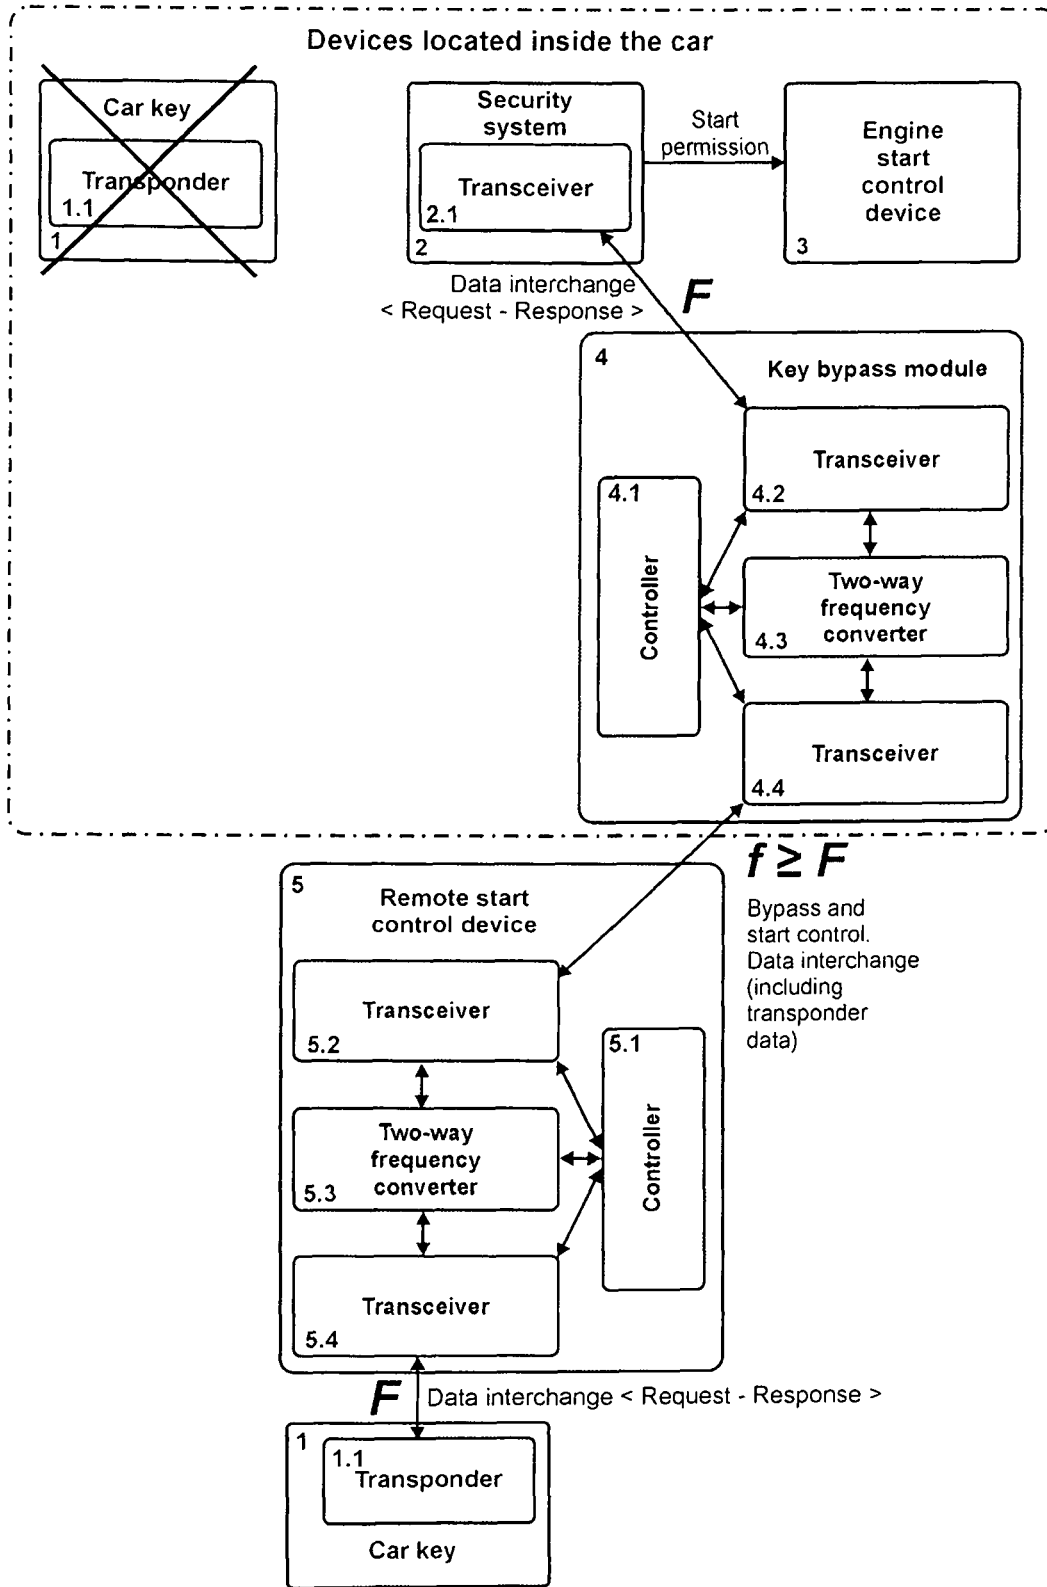 Devices located inside the car
Car key
Transponder
1.1
1
Security
system
Transceiver
2.1
2
Start
permission
Engine
start
control
device
3
Data interchange
< Request - Response >
F
4
Key bypass module
Transceiver
4.2
4.1
Controller
Two-way
frequency
converter
4.3
Transceiver
4.4
f ≥ F
Bypass and
start control.
Data interchange
(including
transponder
data)
5
Remote start
control device
Transceiver
5.2
5.1
Controller
Two-way
frequency
converter
5.3
Transceiver
5.4
F
Data interchange < Request - Response >
1
1.1
Transponder
Car key